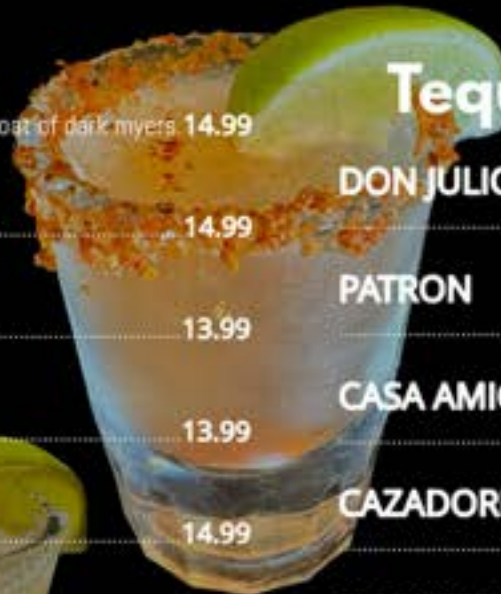 oat of dark myers 14.99
14.99
13.99
13.99
14.99
Tequ
DON JULIO
PATRON
CASA AMIG
CAZADOR